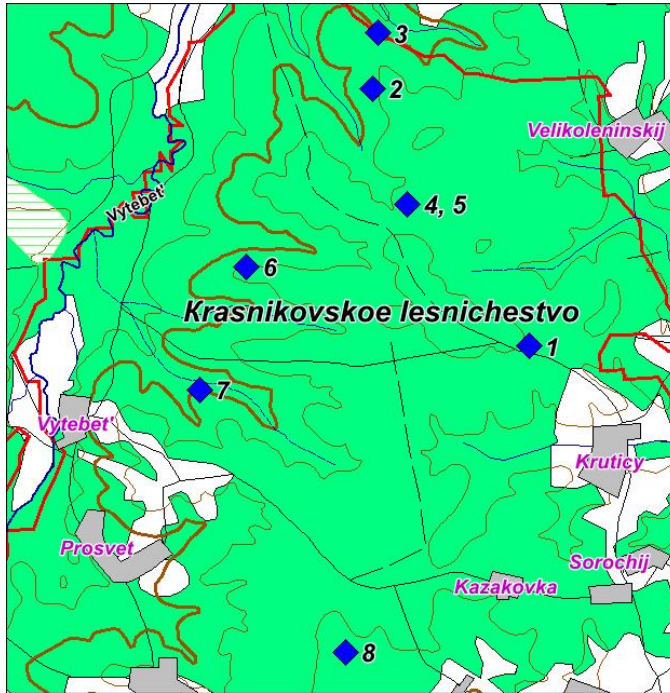 3
2
Velikoleninskij
Vytebet'
4, 5
6
Krasnikovskoe lesnichestvo
1
7
Vytebet'
Kruticy
Prosvet
Sorochij
Kazakovka
8